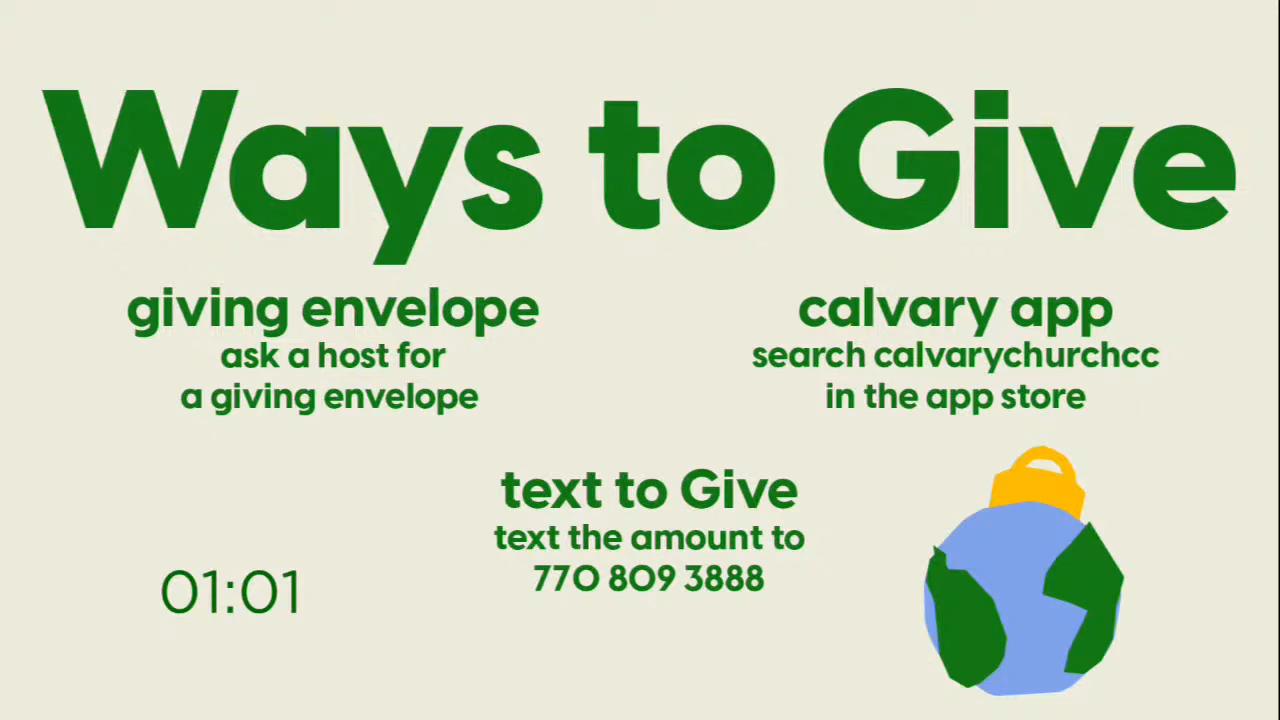 Ways to Give
giving envelope
ask a host for
a giving envelope
calvary app
search calvarychurchcc
in the app store
text to Give
text the amount to
770 809 3888
01:01